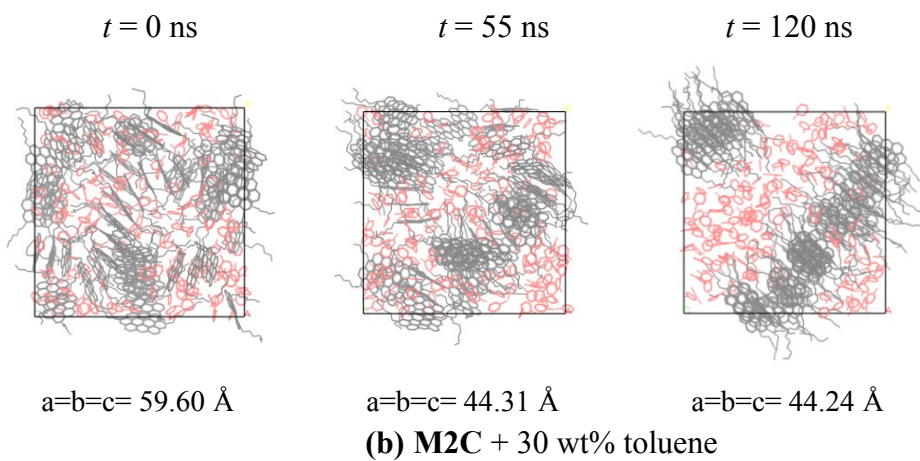 t = 0 ns t = 55 ns t = 120 ns
a=b=c= 59.60 Å a=b=c= 44.31 Å a=b=c= 44.24 Å
(b) M2C + 30 wt% toluene